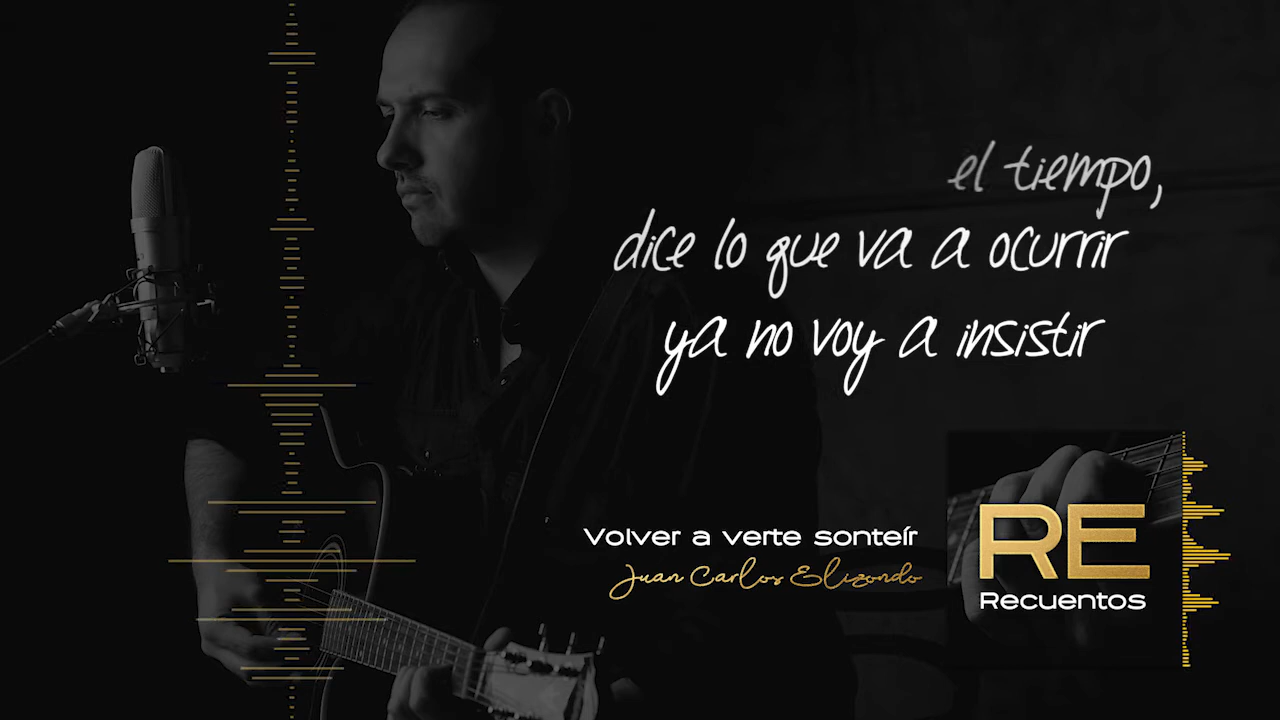 el tiempo,
dice lo que va a ocurrir
ya no voy a insistir
Volver a verte sonteír
Juan Carlos Elizondo
RE
Recuentos